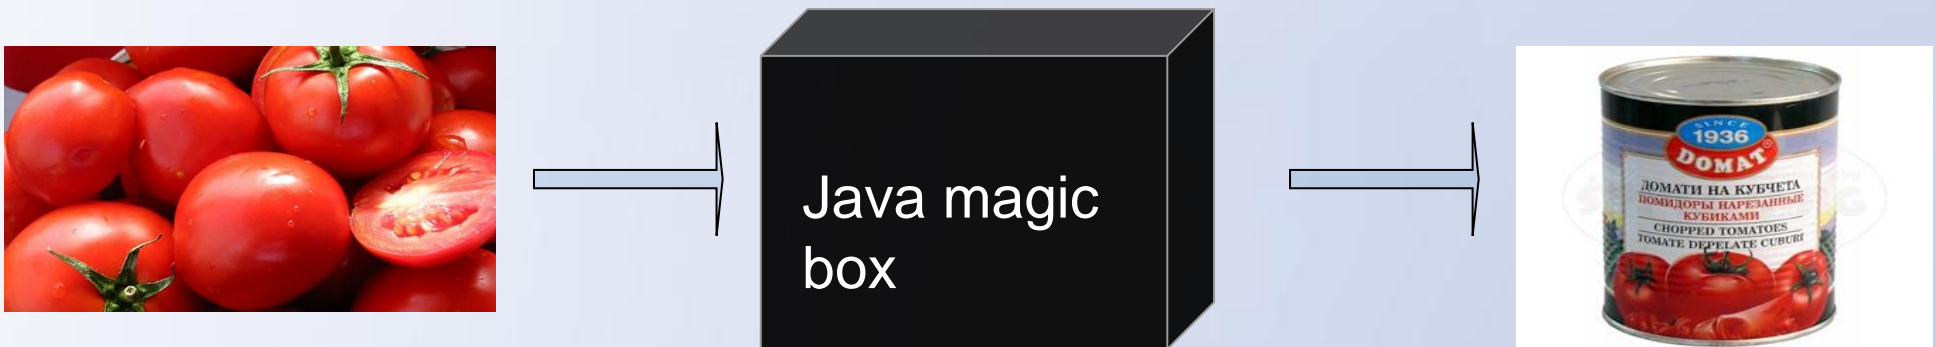 Java magic
box
SINCE
1936
DOMAT®
ДОМАТИ НА КУБЧЕТА
ПОМИДОРЫ НАРЕЗАННЫЕ
КУБИКАМИ
CHOPPED TOMATOES
TOMATE DEPELATE CUBURI